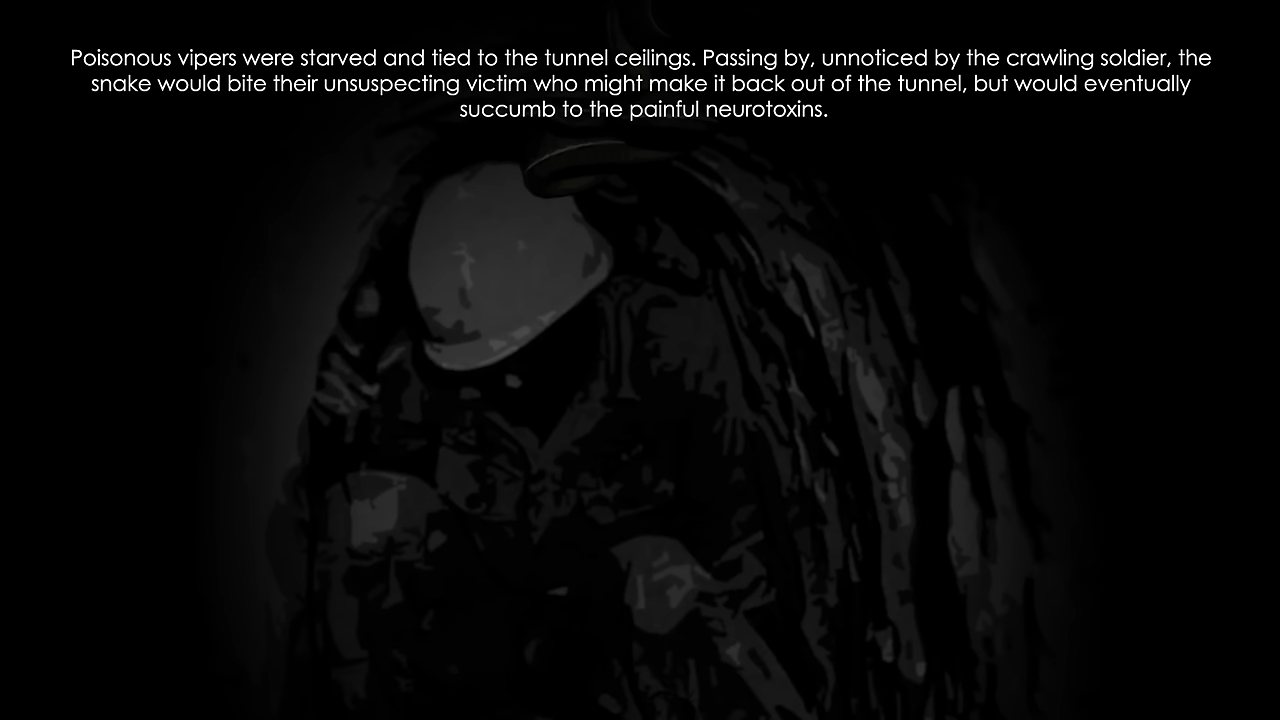 Poisonous vipers were starved and tied to the tunnel ceilings. Passing by, unnoticed by the crawling soldier, the
snake would bite their unsuspecting victim who might make it back out of the tunnel, but would eventually
succumb to the painful neurotoxins.